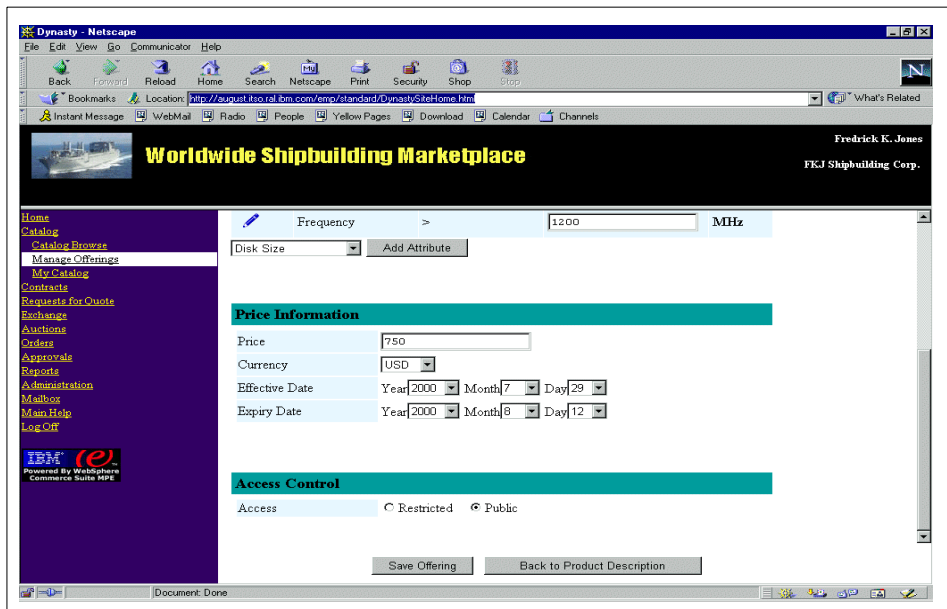 Dynasty - Netscape
File Edit View Go Communicator Help
Back Forward Reload Home Search Netscape Print Security Shop Stop
My
N
Bookmarks Location: http://august.itso.ral.ibm.com/emp/standard/DynastySiteHome.htm What's Related
Instant Message WebMail Radio People Yellow Pages Download Calendar Channels
Worldwide Shipbuilding Marketplace
Fredrick K. Jones
FKJ Shipbuilding Corp.
Home
Catalog
Catalog Browse
Manage Offerings
My Catalog
Contracts
Requests for Quote
Exchange
Auctions
Orders
Approvals
Reports
Administration
Mailbox
Main Help
Log Off
IBM e
Powered By WebSphere
Commerce Suite MPE
Frequency > 1200 MHz
Disk Size Add Attribute
Price Information
Price 750
Currency USD
Effective Date Year 2000 Month 7 Day 29
Expiry Date Year 2000 Month 8 Day 12
Access Control
Access Restricted Public
Save Offering Back to Product Description
Document: Done